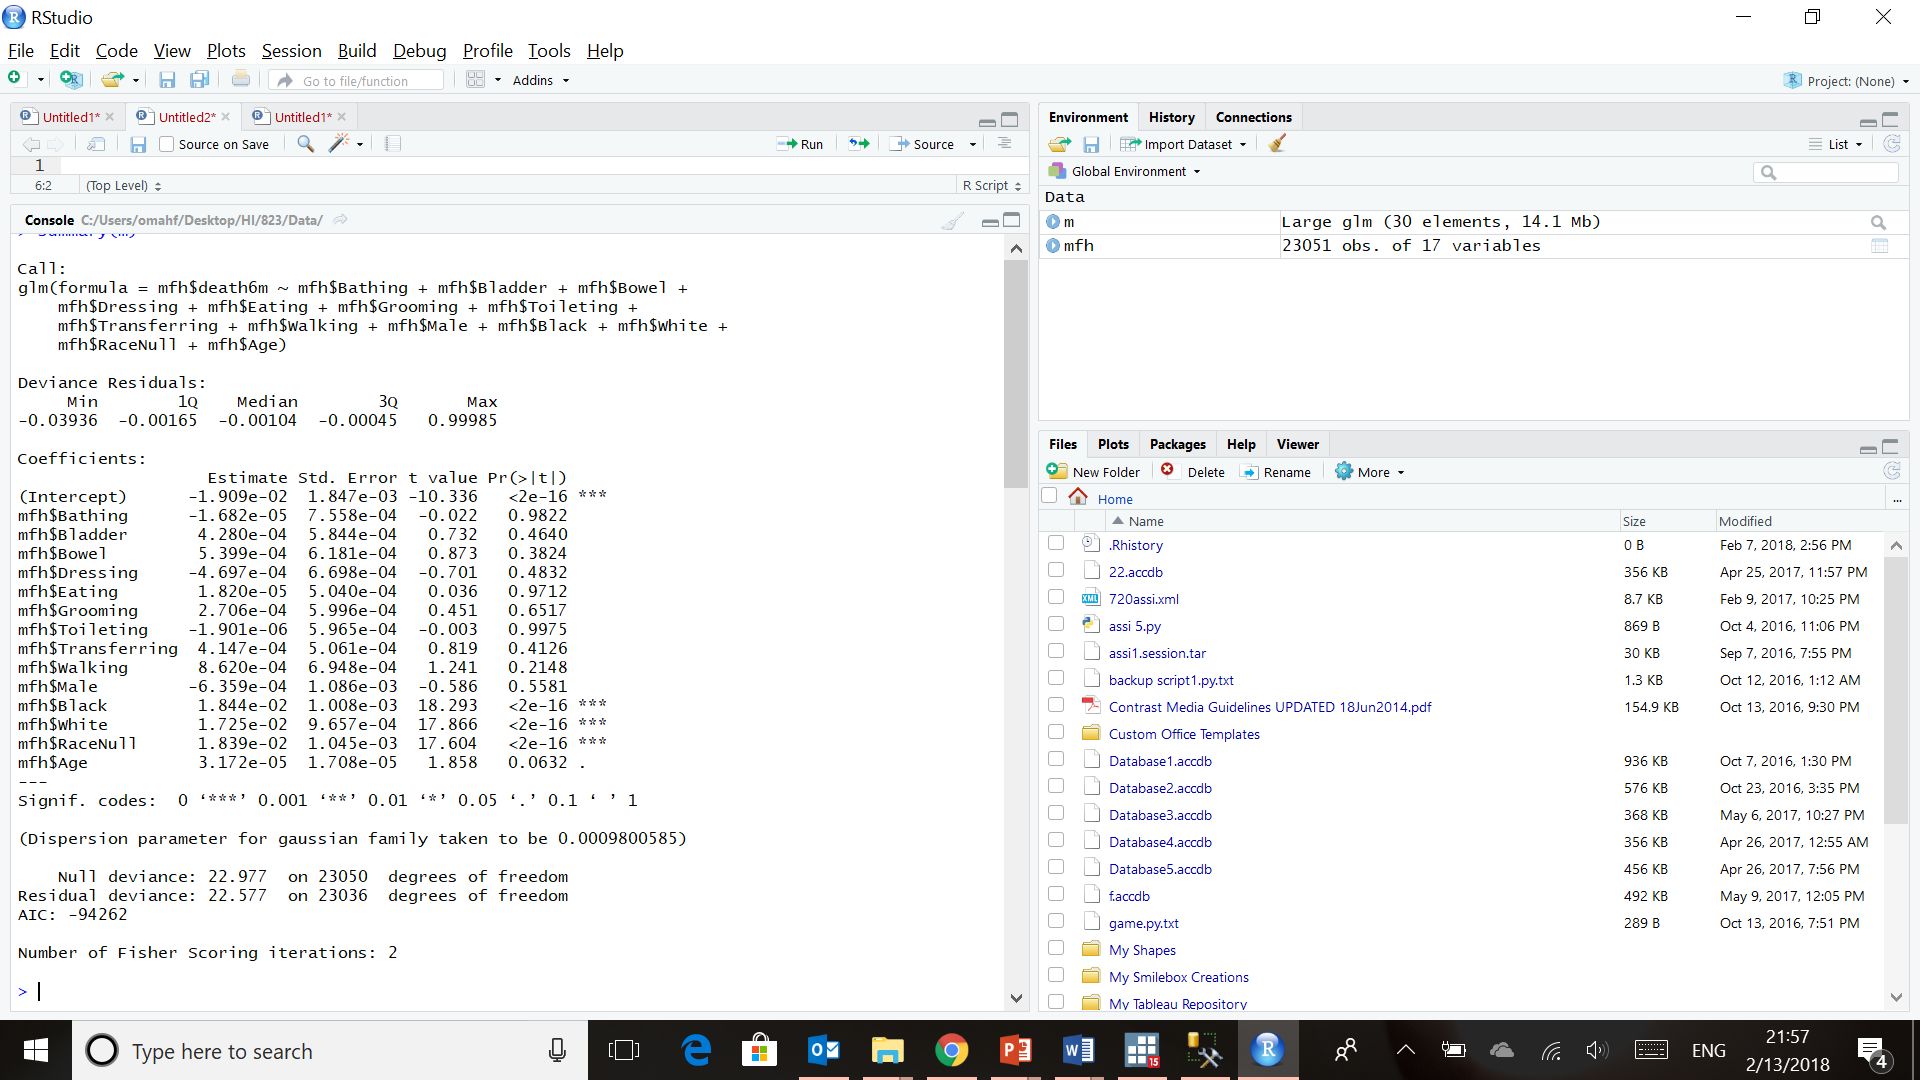 RStudio
File Edit Code View Plots Session Build Debug Profile Tools Help
Go to file/function Addins Project: (None)
Untitled1* Untitled2* Untitled1*
Source on Save Run Source
1
6:2 (Top Level) R Script
Console C:/Users/omahf/Desktop/HI/823/Data/
> summary(m)
Call:
glm(formula = mfh$death6m ~ mfh$Bathing + mfh$Bladder + mfh$Bowel +
mfh$Dressing + mfh$Eating + mfh$Grooming + mfh$Toileting +
mfh$Transferring + mfh$Walking + mfh$Male + mfh$Black + mfh$White +
mfh$RaceNull + mfh$Age)
Deviance Residuals:
Min 1Q Median 3Q Max
-0.03936 -0.00165 -0.00104 -0.00045 0.99985
Coefficients:
Estimate Std. Error t value Pr(>|t|)
(Intercept) -1.909e-02 1.847e-03 -10.336 <2e-16 ***
mfh$Bathing -1.682e-05 7.558e-04 -0.022 0.9822
mfh$Bladder 4.280e-04 5.844e-04 0.732 0.4640
mfh$Bowel 5.399e-04 6.181e-04 0.873 0.3824
mfh$Dressing -4.697e-04 6.698e-04 -0.701 0.4832
mfh$Eating 1.820e-05 5.040e-04 0.036 0.9712
mfh$Grooming 2.706e-04 5.996e-04 0.451 0.6517
mfh$Toileting -1.901e-06 5.965e-04 -0.003 0.9975
mfh$Transferring 4.147e-04 5.061e-04 0.819 0.4126
mfh$Walking 8.620e-04 6.948e-04 1.241 0.2148
mfh$Male -6.359e-04 1.086e-03 -0.586 0.5581
mfh$Black 1.844e-02 1.008e-03 18.293 <2e-16 ***
mfh$White 1.725e-02 9.657e-04 17.866 <2e-16 ***
mfh$RaceNull 1.839e-02 1.045e-03 17.604 <2e-16 ***
mfh$Age 3.172e-05 1.708e-05 1.858 0.0632 .
---
Signif. codes: 0 ‘***’ 0.001 ‘**’ 0.01 ‘*’ 0.05 ‘.’ 0.1 ‘ ’ 1
(Dispersion parameter for gaussian family taken to be 0.0009800585)
Null deviance: 22.977 on 23050 degrees of freedom
Residual deviance: 22.577 on 23036 degrees of freedom
AIC: -94262
Number of Fisher Scoring iterations: 2
>
Environment History Connections
Import Dataset List
Global Environment
Data
m Large glm (30 elements, 14.1 Mb)
mfh 23051 obs. of 17 variables
Files Plots Packages Help Viewer
New Folder Delete Rename More
Home ...
Name Size Modified
.Rhistory 0 B Feb 7, 2018, 2:56 PM
22.accdb 356 KB Apr 25, 2017, 11:57 PM
720assi.xml 8.7 KB Feb 9, 2017, 10:25 PM
assi 5.py 869 B Oct 4, 2016, 11:06 PM
assi1.session.tar 30 KB Sep 7, 2016, 7:55 PM
backup script1.py.txt 1.3 KB Oct 12, 2016, 1:12 AM
Contrast Media Guidelines UPDATED 18Jun2014.pdf 154.9 KB Oct 13, 2016, 9:30 PM
Custom Office Templates
Database1.accdb 936 KB Oct 7, 2016, 1:30 PM
Database2.accdb 576 KB Oct 23, 2016, 3:35 PM
Database3.accdb 368 KB May 6, 2017, 10:27 PM
Database4.accdb 356 KB Apr 26, 2017, 12:55 AM
Database5.accdb 456 KB Apr 26, 2017, 7:56 PM
f.accdb 492 KB May 9, 2017, 12:05 PM
game.py.txt 289 B Oct 13, 2016, 7:51 PM
My Shapes
My Smilebox Creations
My Tableau Repository
Type here to search
ENG
21:57
2/13/2018
4